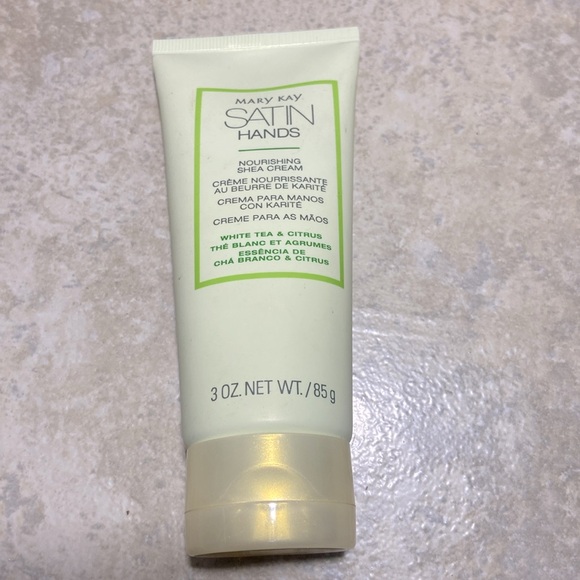 MARY KAY
SATIN
HANDS
NOURISHING
SHEA CREAM
CRÈME NOURRISSANTE
AU BEURRE DE KARITÉ
CREMA PARA MANOS
CON KARITÉ
CREME PARA AS MÃOS
WHITE TEA & CITRUS
THÉ BLANC ET AGRUMES
ESSÊNCIA DE
CHÁ BRANCO & CITRUS
3 OZ. NET WT. / 85 g